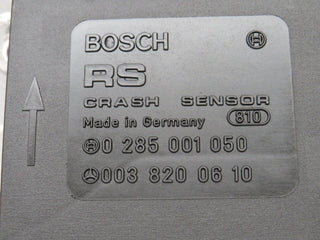 BOSCH
RS
CRASH SENSOR
Made in Germany 810
0 285 001 050
003 820 06 10